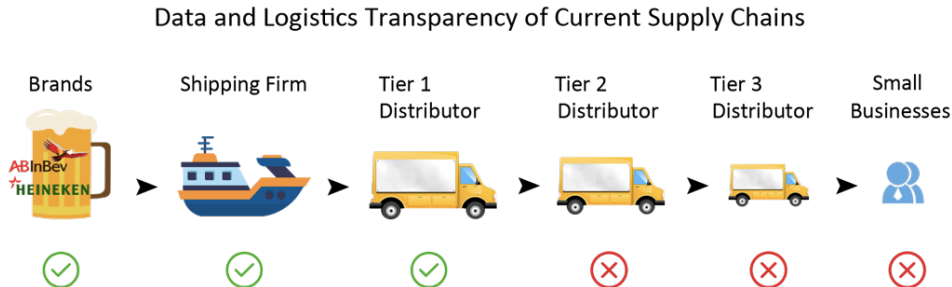 Data and Logistics Transparency of Current Supply Chains
Brands
Shipping Firm
Tier 1
Distributor
Tier 2
Distributor
Tier 3
Distributor
Small
Businesses
ABInBev
HEINEKEN